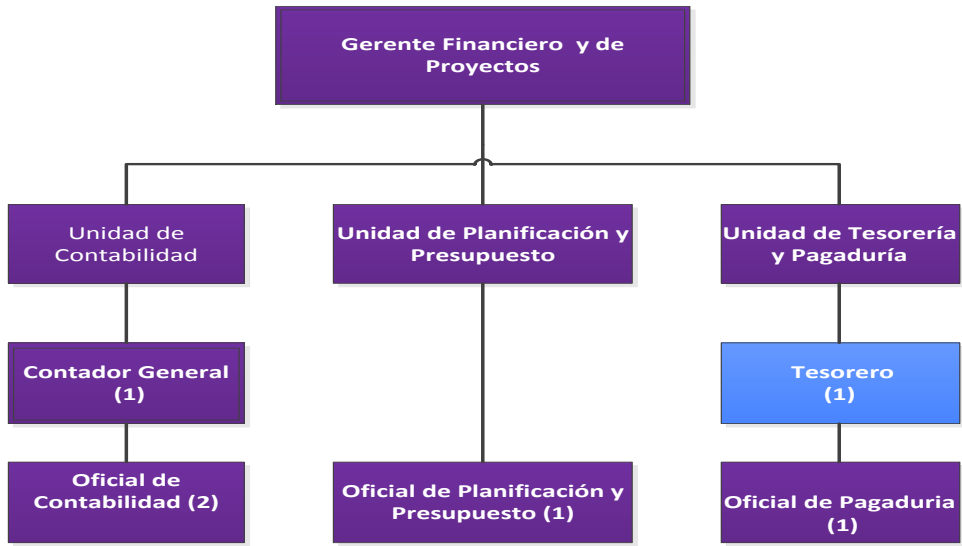 Gerente Financiero y de
Proyectos
Unidad de
Contabilidad
Unidad de Planificación y
Presupuesto
Unidad de Tesorería
y Pagaduría
Contador General
(1)
Tesorero
(1)
Oficial de
Contabilidad (2)
Oficial de Planificación y
Presupuesto (1)
Oficial de Pagaduria
(1)